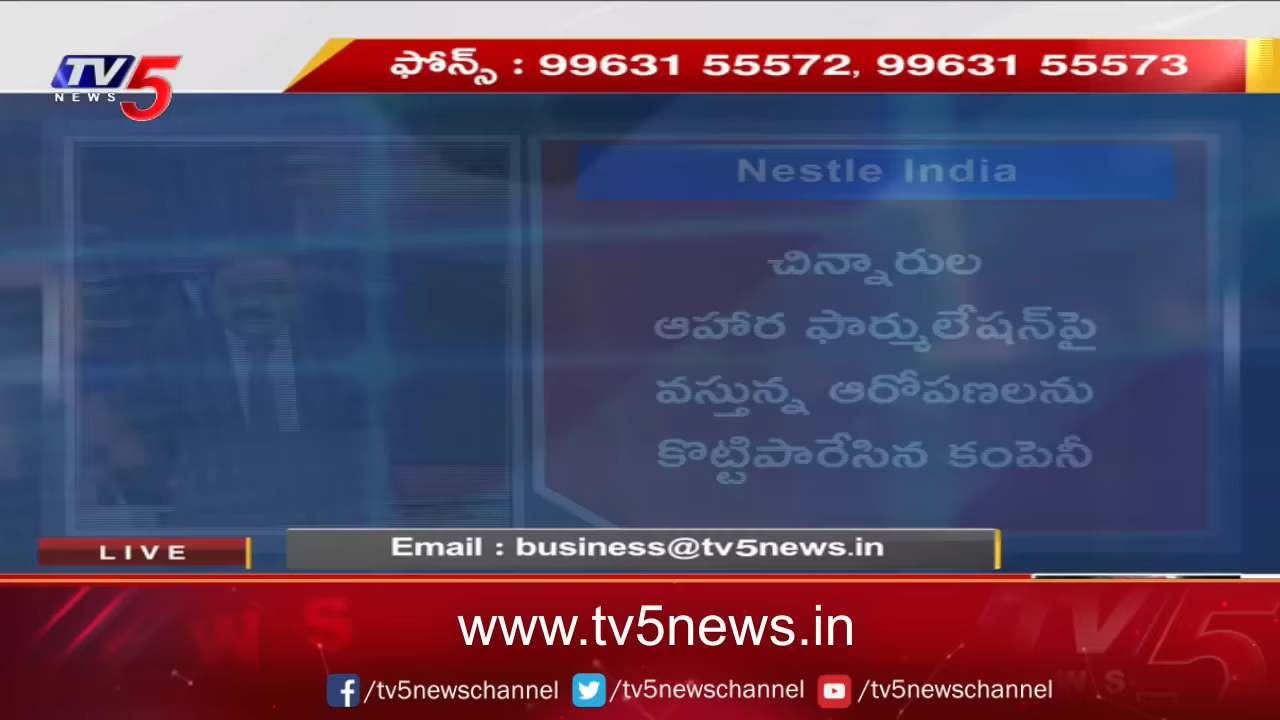 TV5
NEWS
ఫోన్స్ : 99631 55572, 99631 55573
Nestle India
చిన్నారుల
ఆహార ఫార్ములేషన్‌పై
వస్తున్న ఆరోపణలను
కొట్టిపారేసిన కంపెనీ
LIVE
Email : business@tv5news.in
www.tv5news.in
/tv5newschannel /tv5newschannel /tv5newschannel